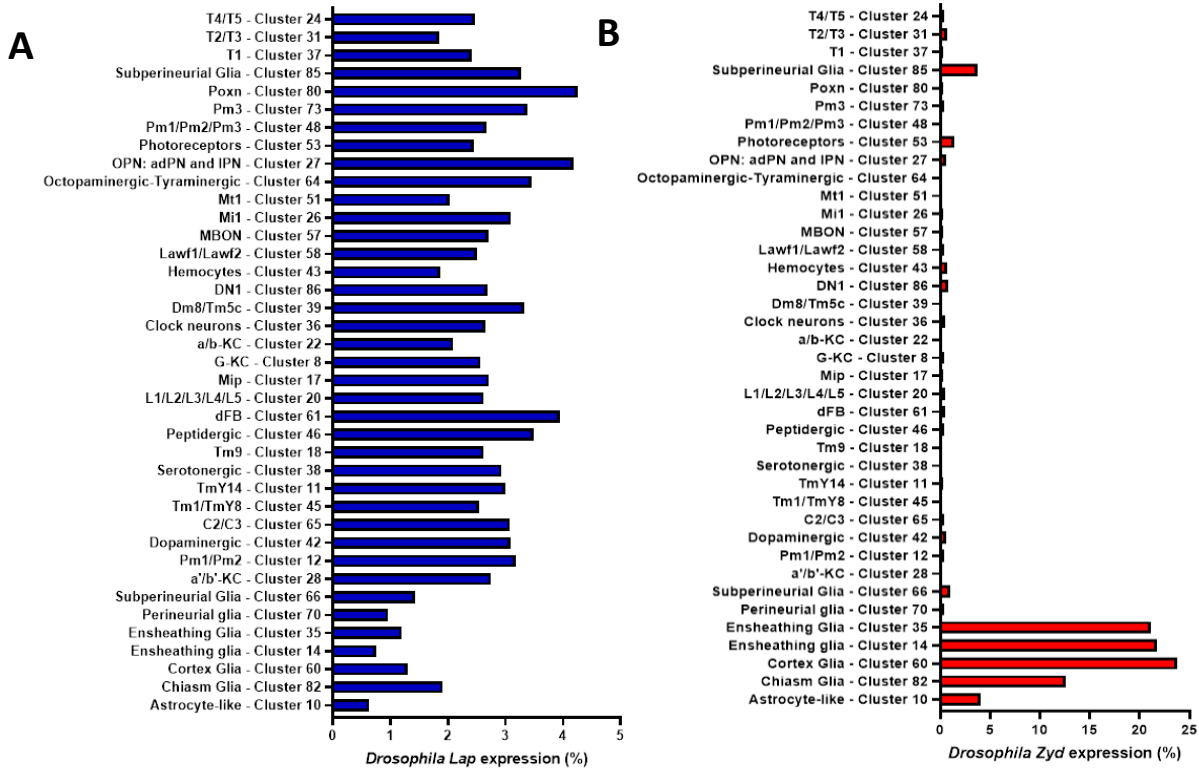 A
T4/T5 - Cluster 24
T2/T3 - Cluster 31
T1 - Cluster 37
Subperineurial Glia - Cluster 85
Poxn - Cluster 80
Pm3 - Cluster 73
Pm1/Pm2/Pm3 - Cluster 48
Photoreceptors - Cluster 53
OPN: adPN and lPN - Cluster 27
Octopaminergic-Tyraminergic - Cluster 64
Mt1 - Cluster 51
Mi1 - Cluster 26
MBON - Cluster 57
Lawf1/Lawf2 - Cluster 58
Hemocytes - Cluster 43
DN1 - Cluster 86
Dm8/Tm5c - Cluster 39
Clock neurons - Cluster 36
a/b-KC - Cluster 22
G-KC - Cluster 8
Mip - Cluster 17
L1/L2/L3/L4/L5 - Cluster 20
dFB - Cluster 61
Peptidergic - Cluster 46
Tm9 - Cluster 18
Serotonergic - Cluster 38
TmY14 - Cluster 11
Tm1/TmY8 - Cluster 45
C2/C3 - Cluster 65
Dopaminergic - Cluster 42
Pm1/Pm2 - Cluster 12
a'/b'-KC - Cluster 28
Subperineurial Glia - Cluster 66
Perineurial glia - Cluster 70
Ensheathing Glia - Cluster 35
Ensheathing glia - Cluster 14
Cortex Glia - Cluster 60
Chiasm Glia - Cluster 82
Astrocyte-like - Cluster 10
0 1 2 3 4 5
Drosophila Lap expression (%)
B
T4/T5 - Cluster 24
T2/T3 - Cluster 31
T1 - Cluster 37
Subperineurial Glia - Cluster 85
Poxn - Cluster 80
Pm3 - Cluster 73
Pm1/Pm2/Pm3 - Cluster 48
Photoreceptors - Cluster 53
OPN: adPN and lPN - Cluster 27
Octopaminergic-Tyraminergic - Cluster 64
Mt1 - Cluster 51
Mi1 - Cluster 26
MBON - Cluster 57
Lawf1/Lawf2 - Cluster 58
Hemocytes - Cluster 43
DN1 - Cluster 86
Dm8/Tm5c - Cluster 39
Clock neurons - Cluster 36
a/b-KC - Cluster 22
G-KC - Cluster 8
Mip - Cluster 17
L1/L2/L3/L4/L5 - Cluster 20
dFB - Cluster 61
Peptidergic - Cluster 46
Tm9 - Cluster 18
Serotonergic - Cluster 38
TmY14 - Cluster 11
Tm1/TmY8 - Cluster 45
C2/C3 - Cluster 65
Dopaminergic - Cluster 42
Pm1/Pm2 - Cluster 12
a'/b'-KC - Cluster 28
Subperineurial Glia - Cluster 66
Perineurial glia - Cluster 70
Ensheathing Glia - Cluster 35
Ensheathing glia - Cluster 14
Cortex Glia - Cluster 60
Chiasm Glia - Cluster 82
Astrocyte-like - Cluster 10
0 5 10 15 20 25
Drosophila Zyd expression (%)